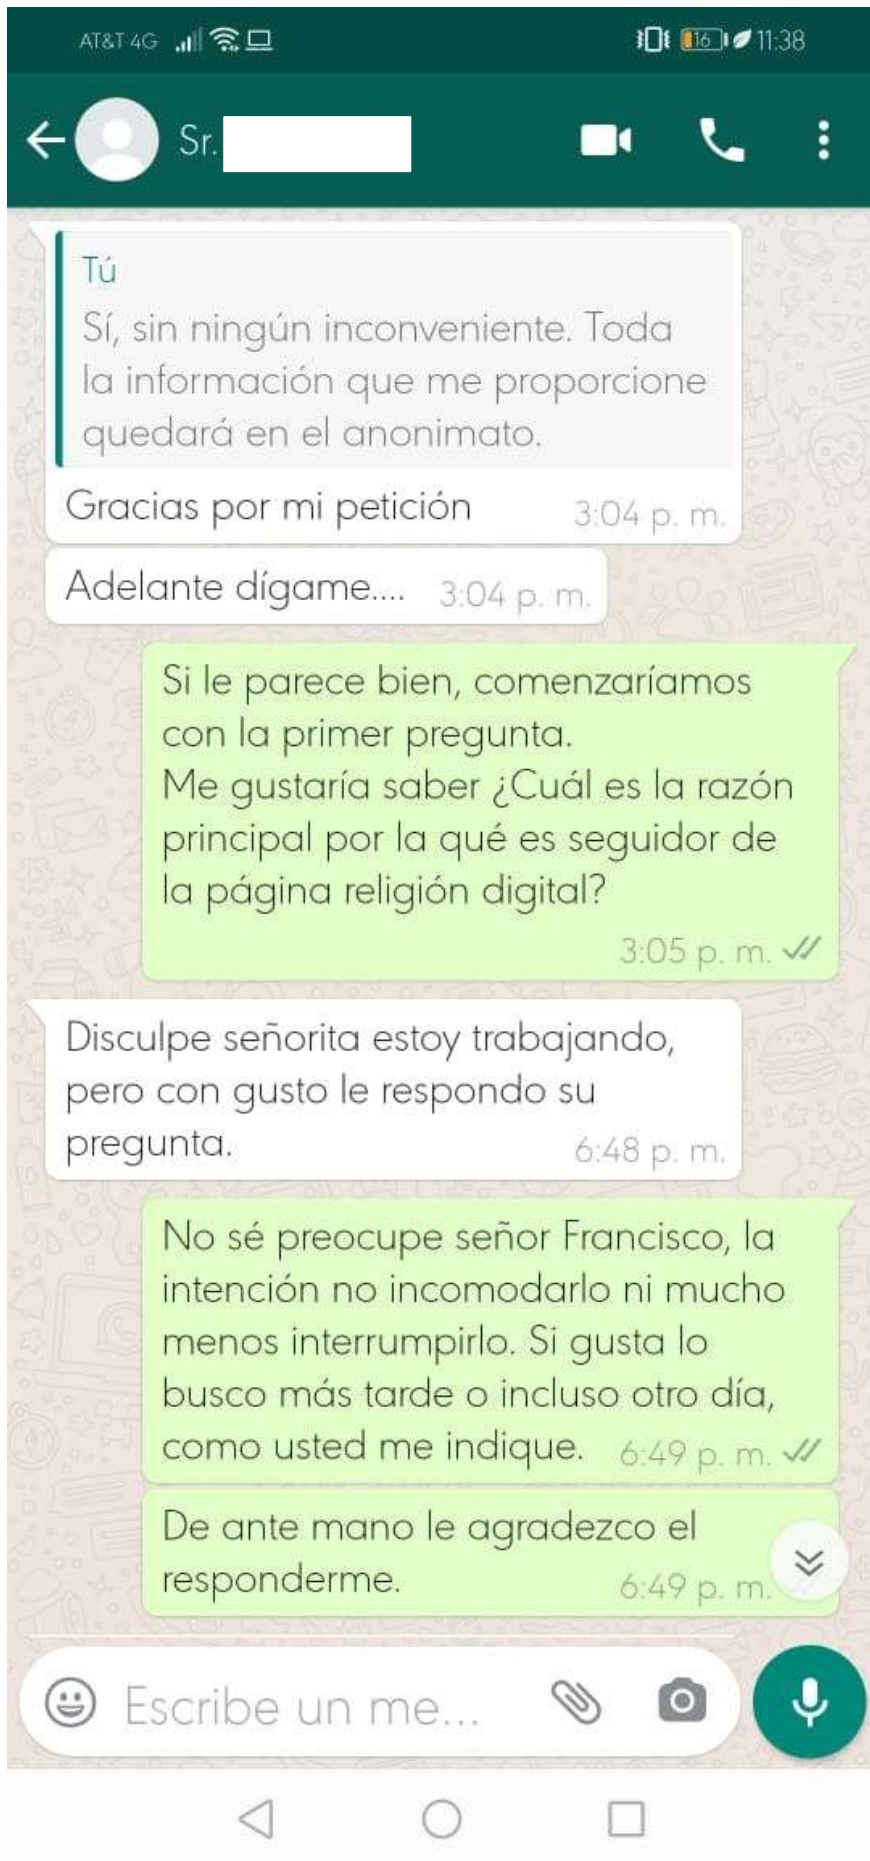 AT&T 4G 16 11:38
Sr.
Tú
Sí, sin ningún inconveniente. Toda
la información que me proporcione
quedará en el anonimato.
Gracias por mi petición 3:04 p. m.
Adelante dígame.... 3:04 p. m.
Si le parece bien, comenzaríamos
con la primer pregunta.
Me gustaría saber ¿Cuál es la razón
principal por la qué es seguidor de
la página religión digital?
3:05 p. m.
Disculpe señorita estoy trabajando,
pero con gusto le respondo su
pregunta. 6:48 p. m.
No sé preocupe señor Francisco, la
intención no incomodarlo ni mucho
menos interrumpirlo. Si gusta lo
busco más tarde o incluso otro día,
como usted me indique. 6:49 p. m.
De ante mano le agradezco el
responderme. 6:49 p. m.
Escribe un me...